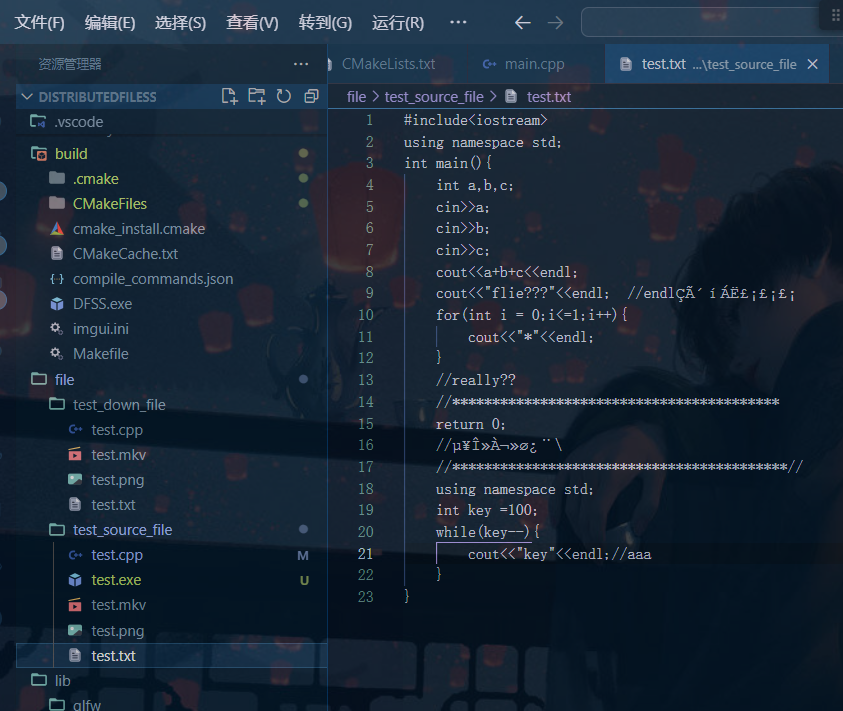 文件(F) 编辑(E) 选择(S) 查看(V) 转到(G) 运行(R) ···
资源管理器 ···
CMakeLists.txt main.cpp test.txt ...\test_source_file
DISTRIBUTEDFILESS
file > test_source_file > test.txt
.vscode
build
.cmake
CMakeFiles
cmake_install.cmake
CMakeCache.txt
compile_commands.json
DFSS.exe
imgui.ini
Makefile
file
test_down_file
test.cpp
test.mkv
test.png
test.txt
test_source_file
test.cpp M
test.exe U
test.mkv
test.png
test.txt
lib
glfw
1 #include<iostream>
2 using namespace std;
3 int main(){
4 int a,b,c;
5 cin>>a;
6 cin>>b;
7 cin>>c;
8 cout<<a+b+c<<endl;
9 cout<<"flie???"<<endl; //endlÇÃ´íÁË£¡£¡£¡
10 for(int i = 0;i<=1;i++){
11 cout<<"*"<<endl;
12 }
13 //really??
14 //*****************************************
15 return 0;
16 //µ¥Î»À¬»ø¿¨\
17 //******************************************//
18 using namespace std;
19 int key =100;
20 while(key--){
21 cout<<"key"<<endl;//aaa
22 }
23 }